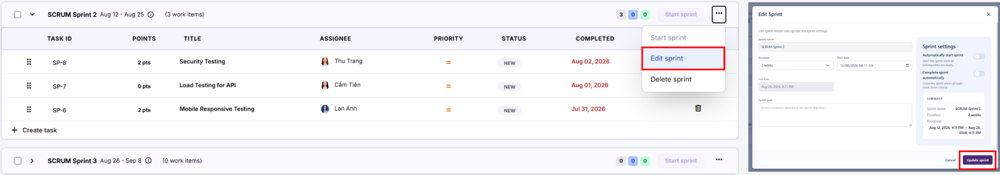 SCRUM Sprint 2 Aug 12 - Aug 25 (3 work items) 3 0 0 Start sprint ...
TASK ID POINTS TITLE ASSIGNEE PRIORITY STATUS COMPLETED
SP-8 2 pts Security Testing Thu Trang = NEW Aug 02, 2026
SP-7 0 pts Load Testing for API Cẩm Tiên = NEW Aug 01, 2026
SP-6 2 pts Mobile Responsive Testing Lan Anh = NEW Jul 31, 2026
+ Create task
Start sprint
Edit sprint
Delete sprint
SCRUM Sprint 3 Aug 26 - Sep 8 (0 work items) 0 0 0 Start sprint ...
Edit Sprint
Edit sprint details and update the sprint settings.
Sprint name
SCRUM Sprint 2
Duration Start date
2 weeks 12/08/2026 04:11 CH
End date
Aug 26, 2026, 4:11 PM
Sprint goal
A short sentence describing the sprint objective
Sprint settings
Automatically start sprint
Start this sprint once all
prerequisites are ready.
Complete sprint
automatically
Close the sprint when all tasks
meet done criteria.
SUMMARY
Sprint name SCRUM Sprint 2
Duration 2 weeks
Roadmap
Aug 12, 2026, 4:11 PM – Aug 26,
2026, 4:11 PM
Cancel Update sprint